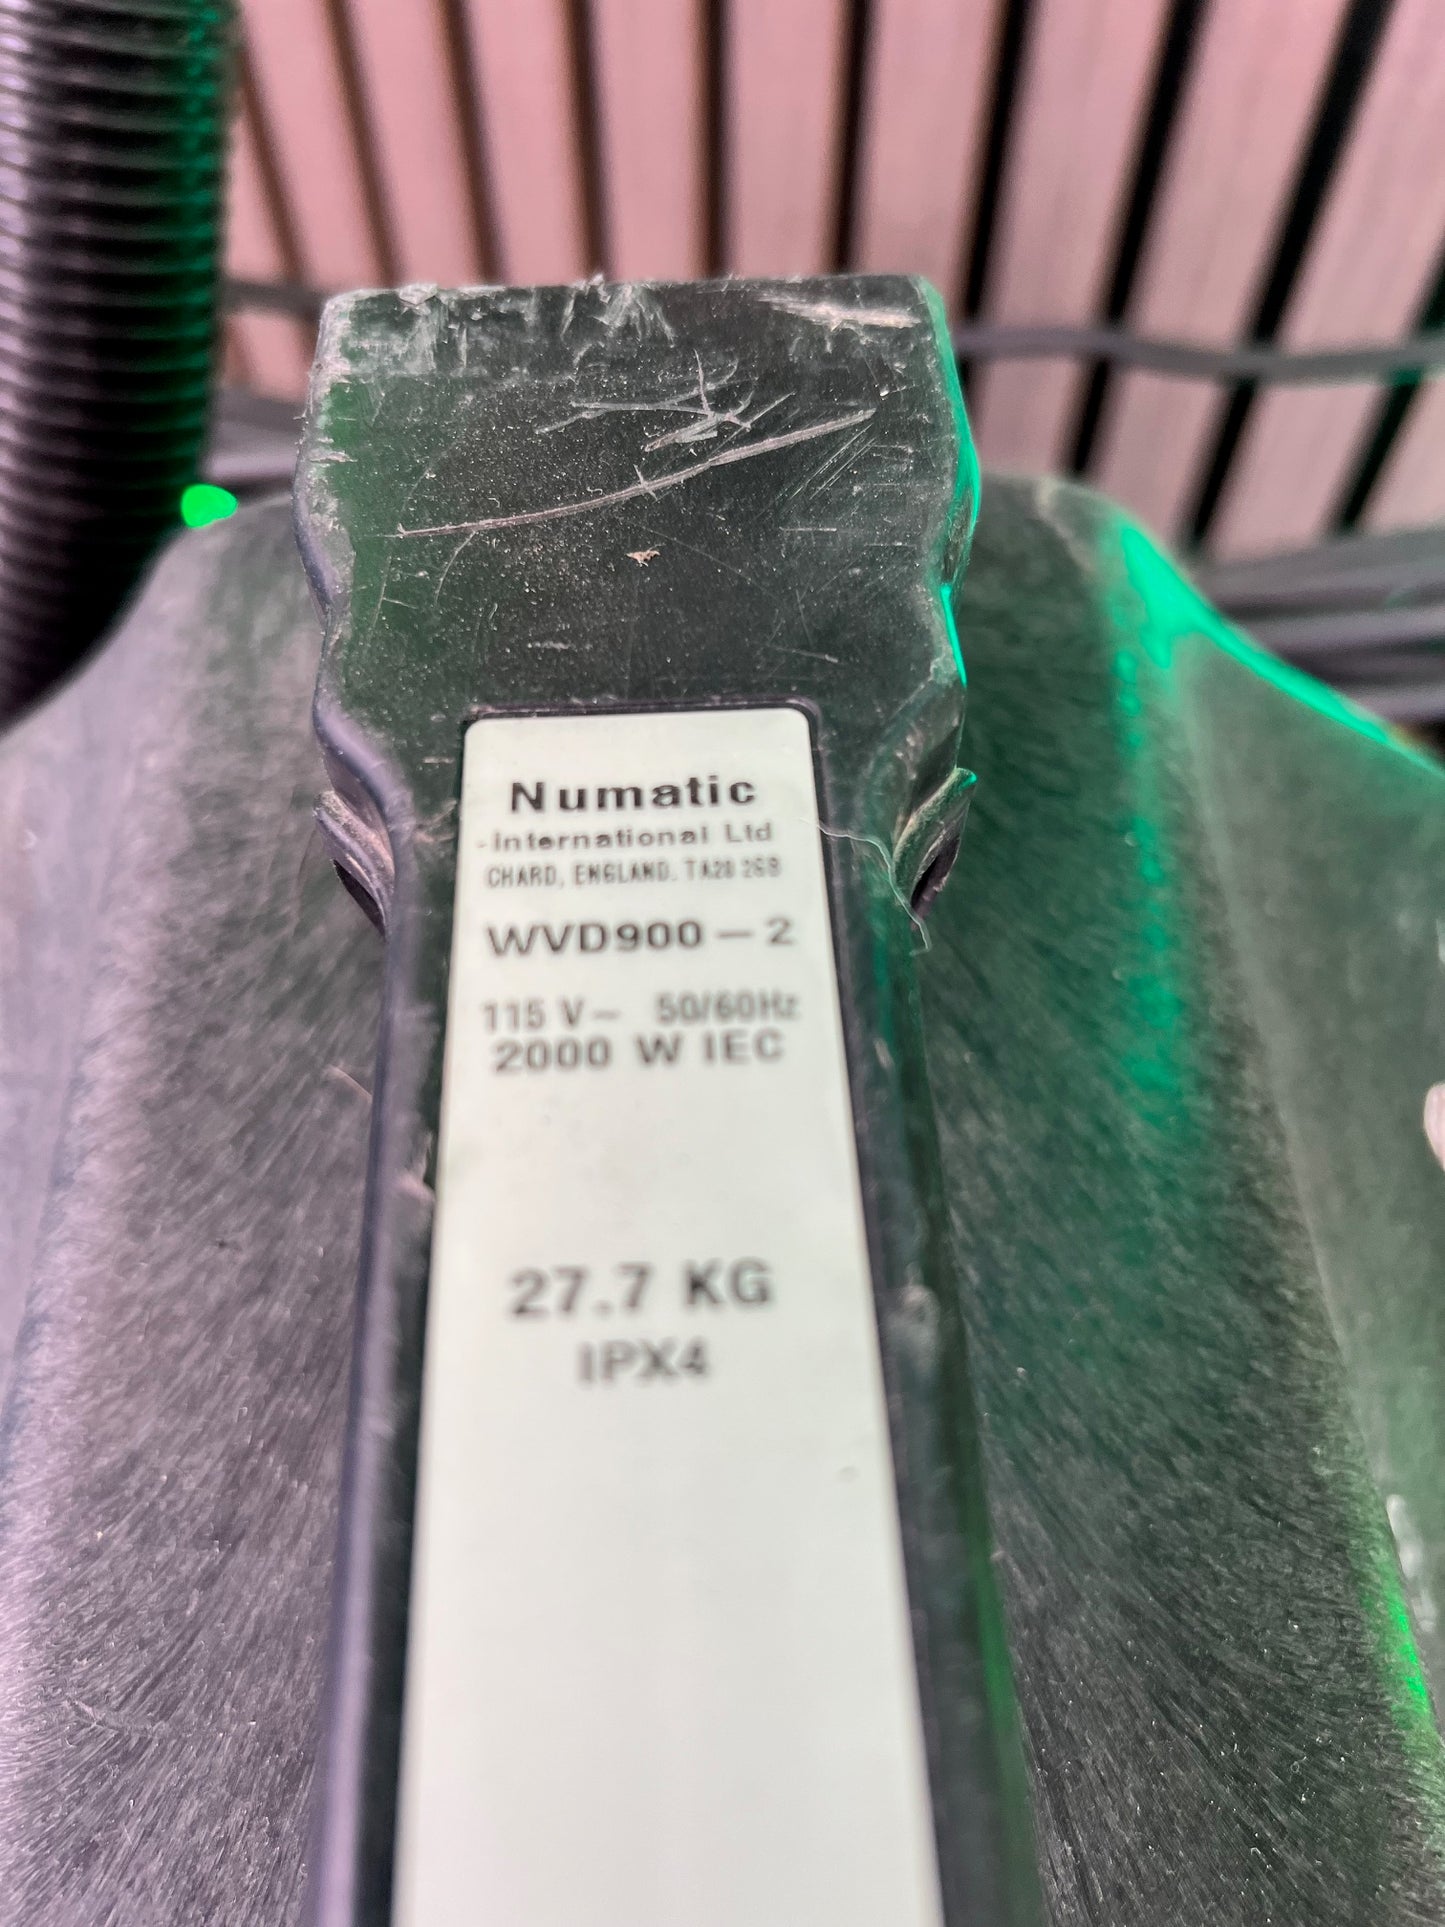 Numatic
International Ltd
CHARD, ENGLAND. TA20 2GB
WVD900-2
115 V~ 50/60Hz
2000 W IEC
27.7 KG
IPX4